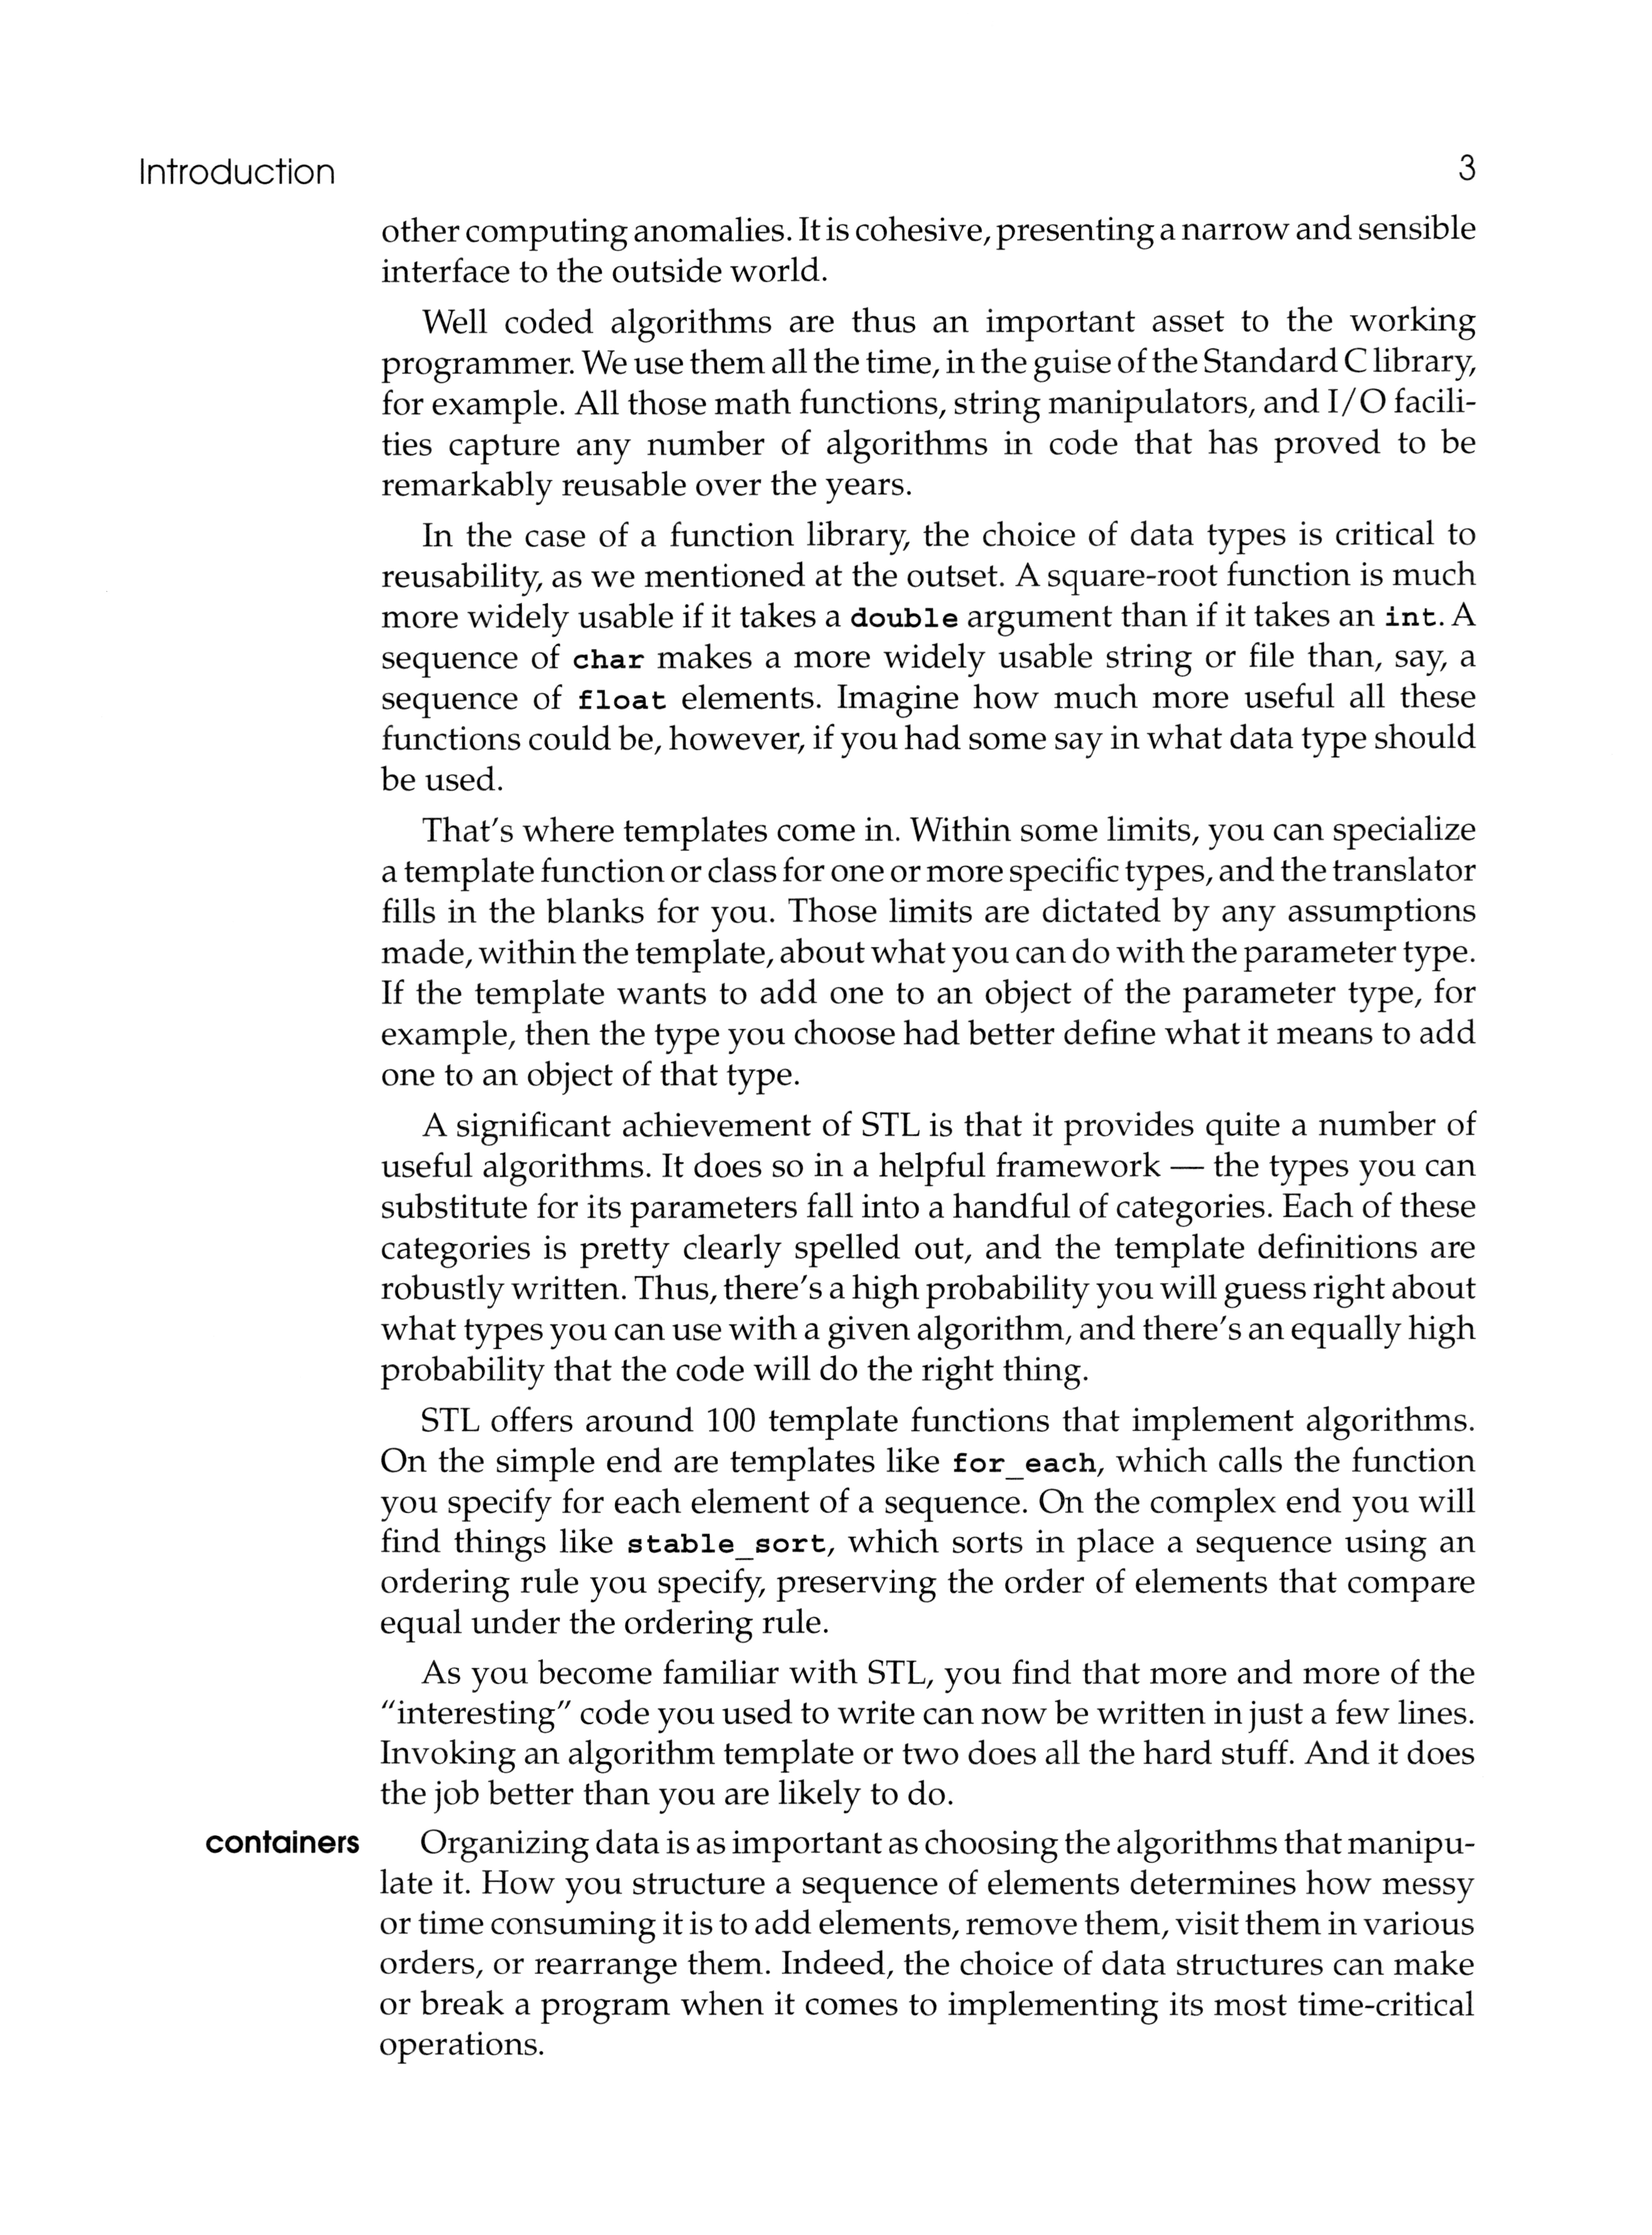 Introduction 3
other computing anomalies. It is cohesive, presenting a narrow and sensible
interface to the outside world.
Well coded algorithms are thus an important asset to the working
programmer. We use them all the time, in the guise of the Standard C library,
for example. All those math functions, string manipulators, and I/O facili-
ties capture any number of algorithms in code that has proved to be
remarkably reusable over the years.
In the case of a function library, the choice of data types is critical to
reusability, as we mentioned at the outset. A square-root function is much
more widely usable if it takes a double argument than if it takes an int. A
sequence of char makes a more widely usable string or file than, say, a
sequence of float elements. Imagine how much more useful all these
functions could be, however, if you had some say in what data type should
be used.
That's where templates come in. Within some limits, you can specialize
a template function or class for one or more specific types, and the translator
fills in the blanks for you. Those limits are dictated by any assumptions
made, within the template, about what you can do with the parameter type.
If the template wants to add one to an object of the parameter type, for
example, then the type you choose had better define what it means to add
one to an object of that type.
A significant achievement of STL is that it provides quite a number of
useful algorithms. It does so in a helpful framework — the types you can
substitute for its parameters fall into a handful of categories. Each of these
categories is pretty clearly spelled out, and the template definitions are
robustly written. Thus, there's a high probability you will guess right about
what types you can use with a given algorithm, and there's an equally high
probability that the code will do the right thing.
STL offers around 100 template functions that implement algorithms.
On the simple end are templates like for_each, which calls the function
you specify for each element of a sequence. On the complex end you will
find things like stable_sort, which sorts in place a sequence using an
ordering rule you specify, preserving the order of elements that compare
equal under the ordering rule.
As you become familiar with STL, you find that more and more of the
"interesting" code you used to write can now be written in just a few lines.
Invoking an algorithm template or two does all the hard stuff. And it does
the job better than you are likely to do.
containers Organizing data is as important as choosing the algorithms that manipu-
late it. How you structure a sequence of elements determines how messy
or time consuming it is to add elements, remove them, visit them in various
orders, or rearrange them. Indeed, the choice of data structures can make
or break a program when it comes to implementing its most time-critical
operations.